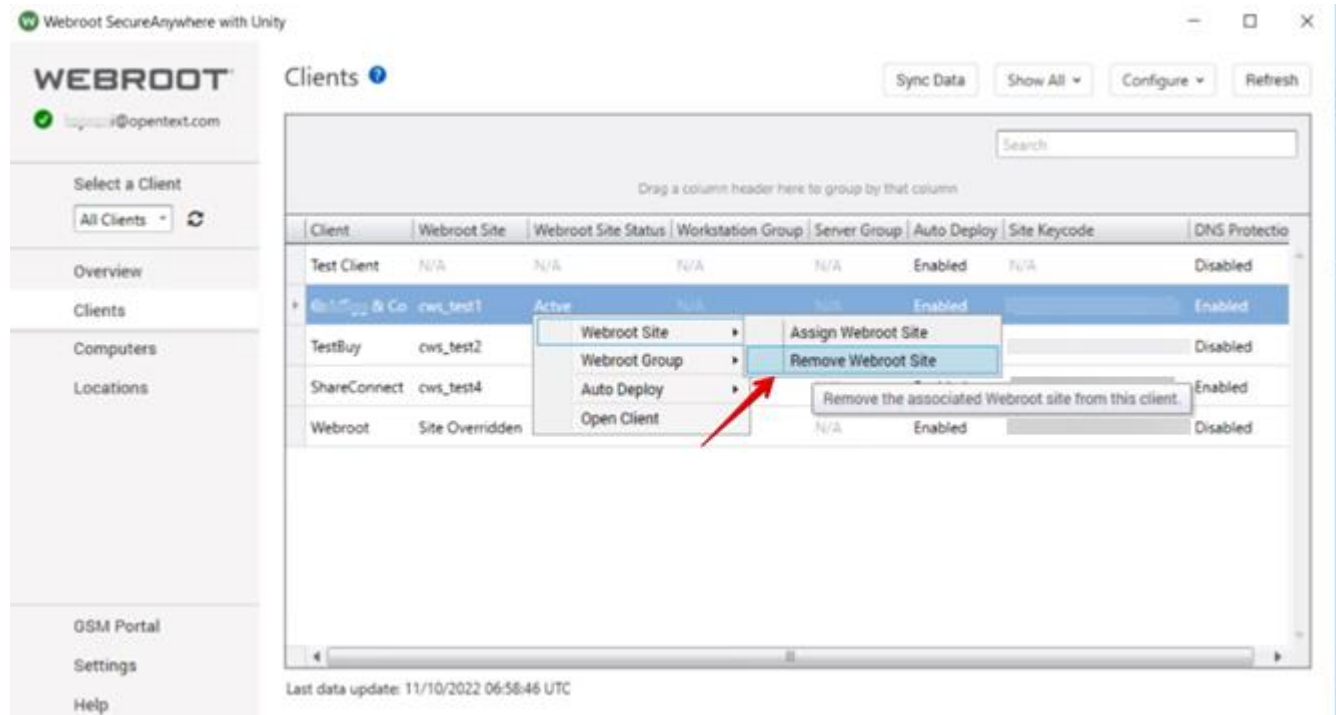 Webroot SecureAnywhere with Unity
WEBROOT
@opentext.com
Select a Client
All Clients
Overview
Clients
Computers
Locations
GSM Portal
Settings
Help
Clients
Sync Data Show All Configure Refresh
Search
Drag a column header here to group by that column
Client Webroot Site Webroot Site Status Workstation Group Server Group Auto Deploy Site Keycode DNS Protectio
Test Client N/A N/A N/A N/A Enabled N/A Disabled
& Co cws_test1 Actve N/A N/A Enabled Enabled
TestBuy cws_test2 Disabled
ShareConnect cws_test4 Enabled
Webroot Site Overridden N/A Enabled Disabled
Webroot Site
Webroot Group
Auto Deploy
Open Client
Assign Webroot Site
Remove Webroot Site
Remove the associated Webroot site from this client.
Last data update: 11/10/2022 06:58:46 UTC